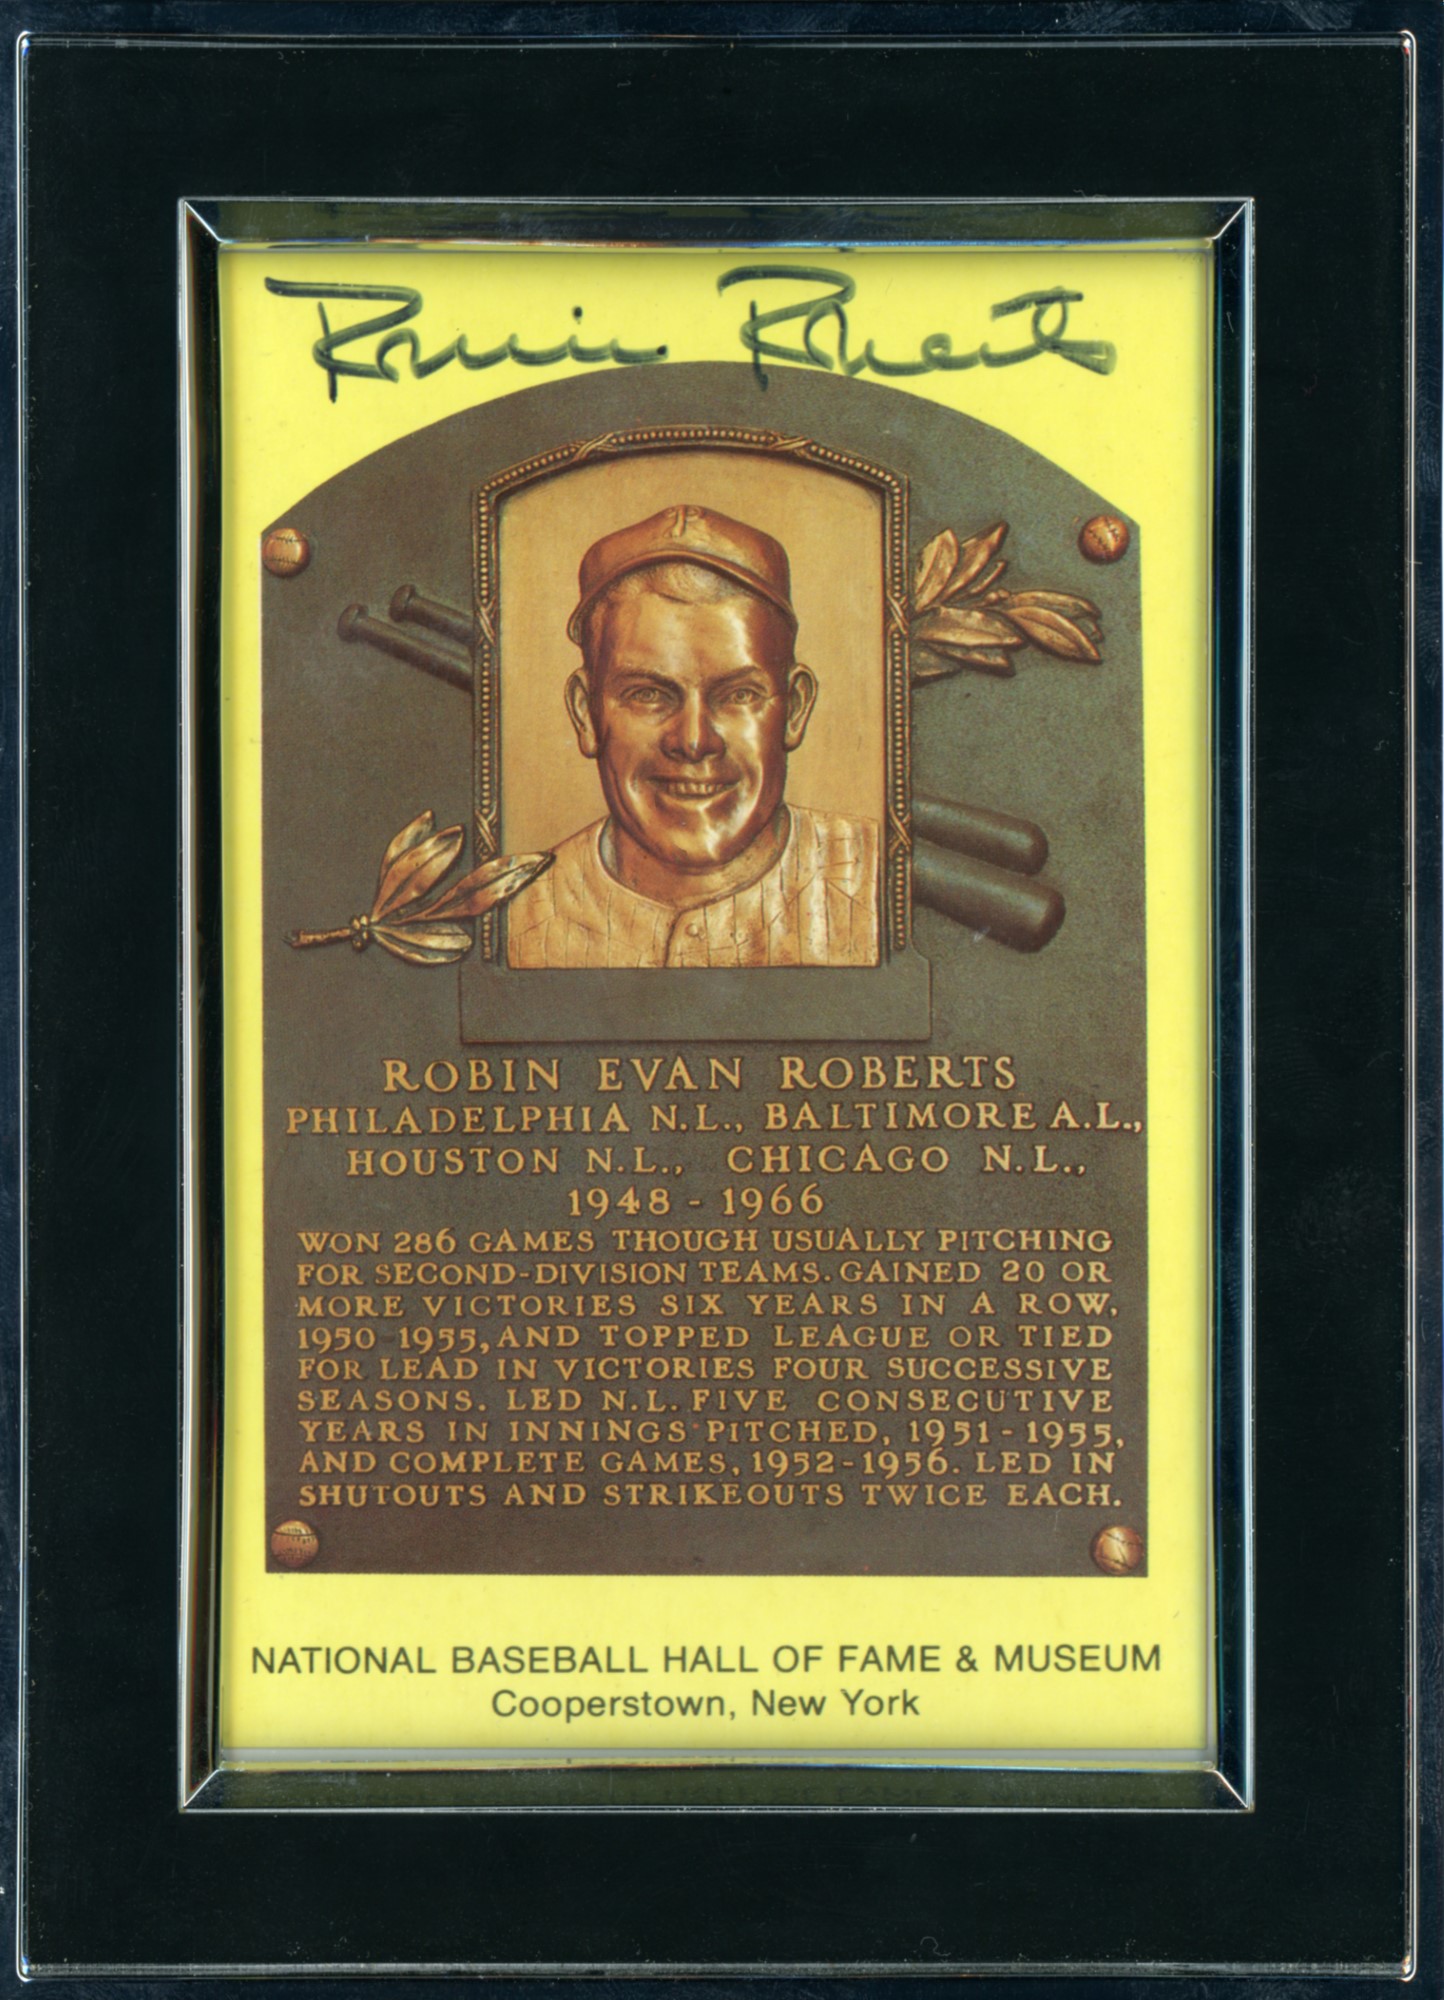 Robin Roberts
ROBIN EVAN ROBERTS
PHILADELPHIA N.L., BALTIMORE A.L.,
HOUSTON N.L., CHICAGO N.L.,
1948 - 1966
WON 286 GAMES THOUGH USUALLY PITCHING
FOR SECOND-DIVISION TEAMS. GAINED 20 OR
MORE VICTORIES SIX YEARS IN A ROW,
1950-1955, AND TOPPED LEAGUE OR TIED
FOR LEAD IN VICTORIES FOUR SUCCESSIVE
SEASONS. LED N.L. FIVE CONSECUTIVE
YEARS IN INNINGS PITCHED, 1951-1955,
AND COMPLETE GAMES, 1952-1956. LED IN
SHUTOUTS AND STRIKEOUTS TWICE EACH.
NATIONAL BASEBALL HALL OF FAME & MUSEUM
Cooperstown, New York